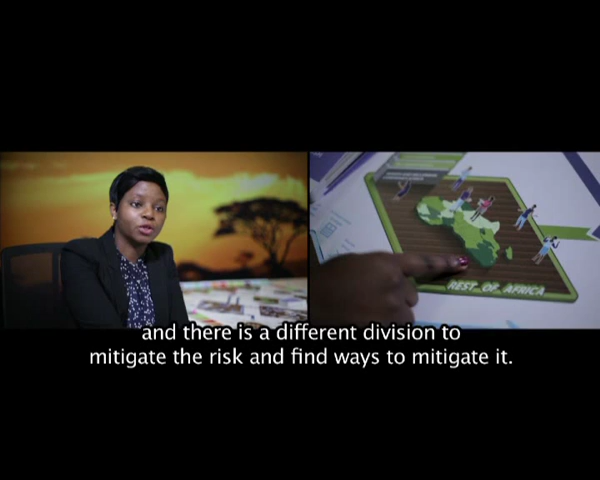 REST OF AFRICA
and there is a different division to
mitigate the risk and find ways to mitigate it.